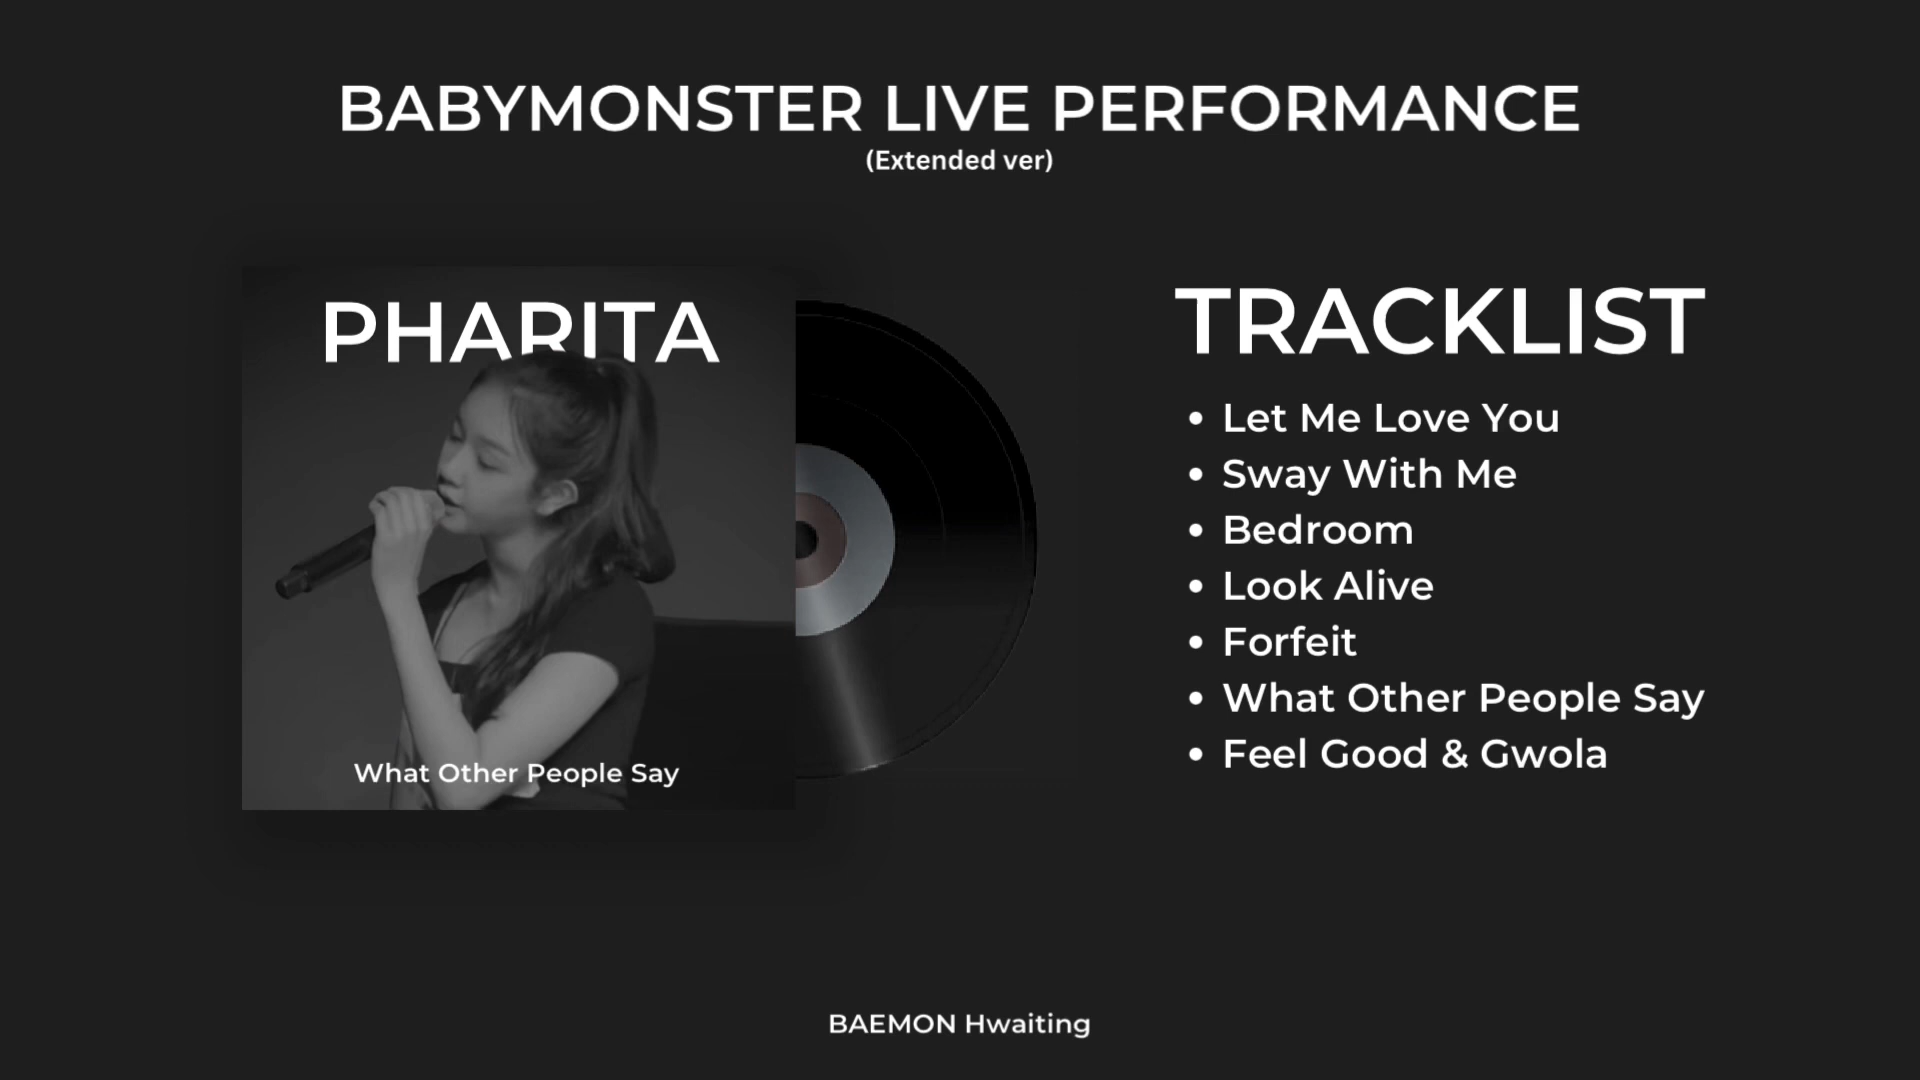 BABYMONSTER LIVE PERFORMANCE
(Extended ver)
PHARITA
What Other People Say
TRACKLIST
• Let Me Love You
• Sway With Me
• Bedroom
• Look Alive
• Forfeit
• What Other People Say
• Feel Good & Gwola
BAEMON Hwaiting